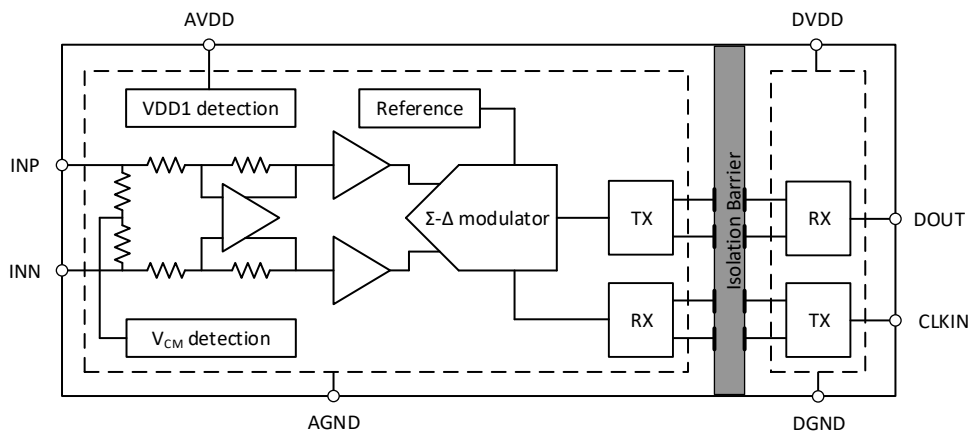 AVDD
DVDD
VDD1 detection
Reference
INP
Σ-Δ modulator
TX
Isolation Barrier
RX
DOUT
INN
VCM detection
RX
TX
CLKIN
AGND
DGND